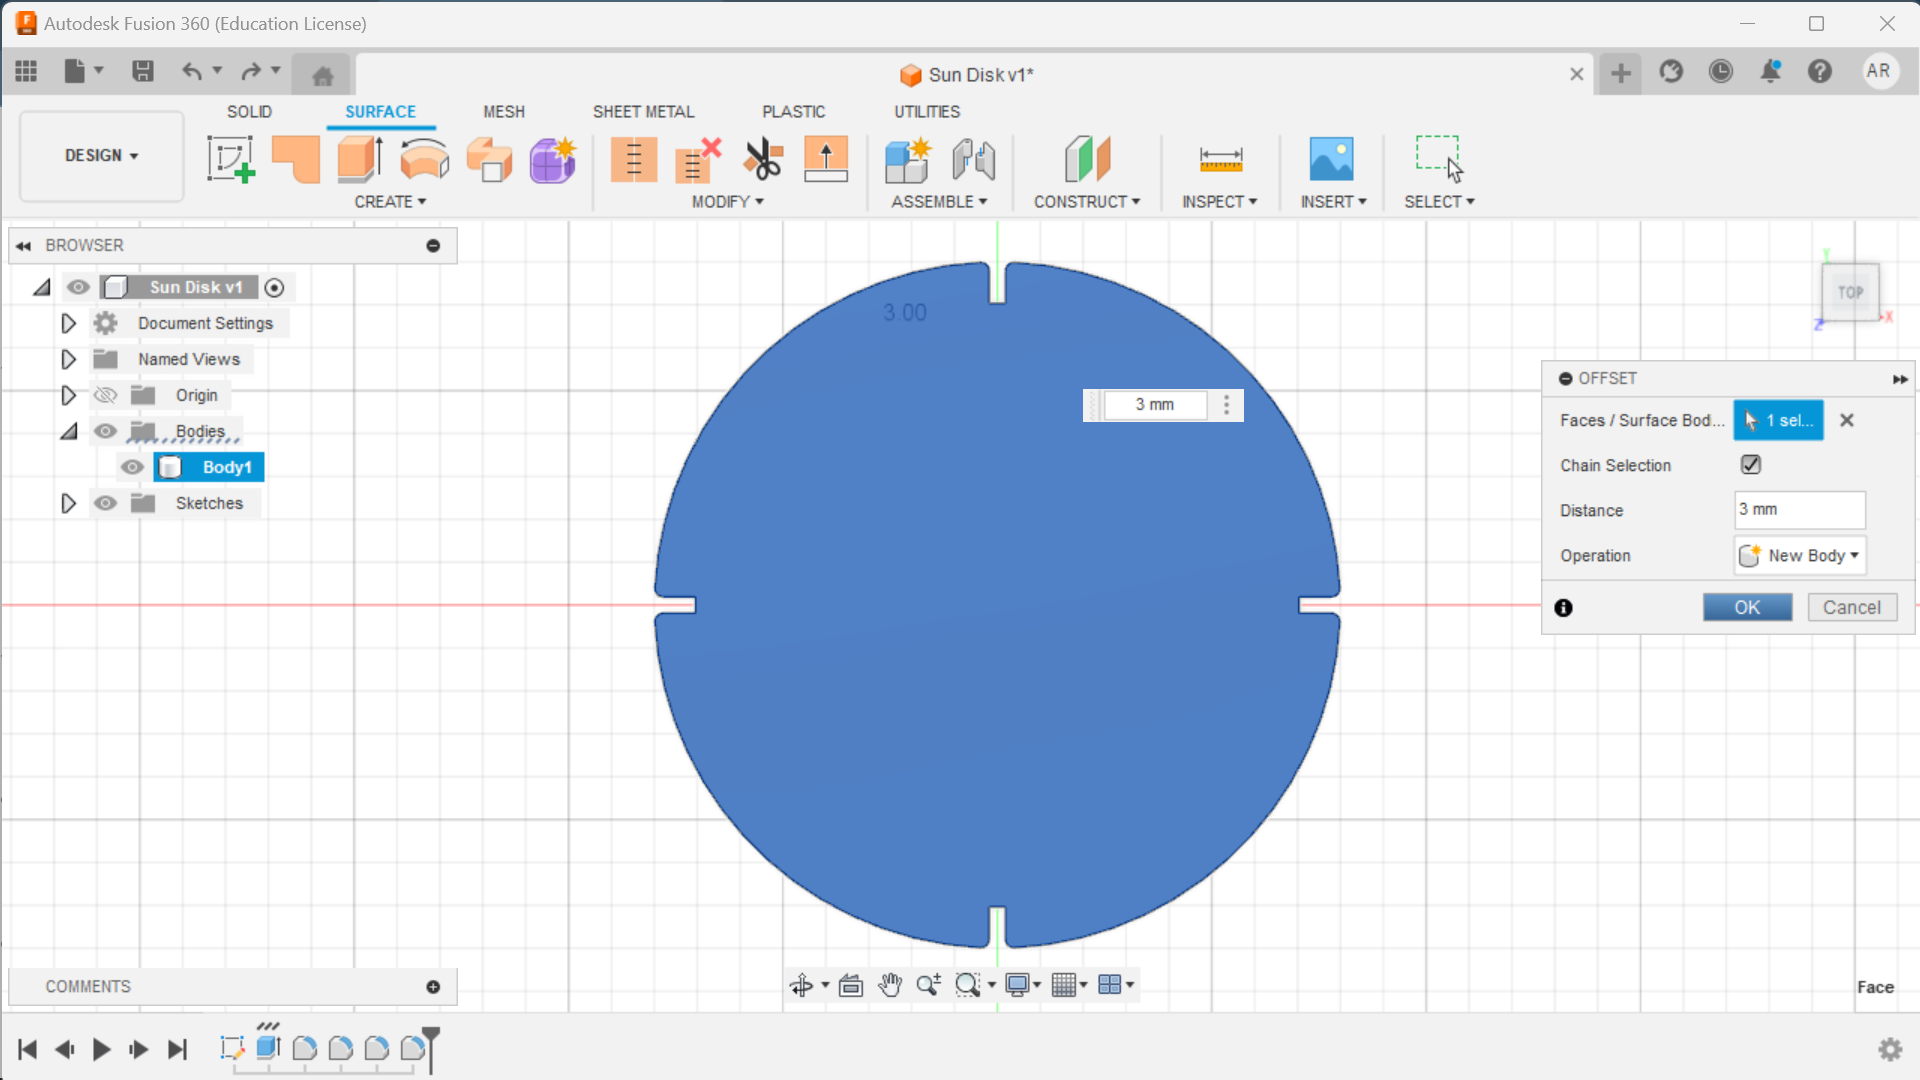 Autodesk Fusion 360 (Education License)
Sun Disk v1*
AR
SOLID
SURFACE
MESH
SHEET METAL
PLASTIC
UTILITIES
DESIGN
CREATE
MODIFY
ASSEMBLE
CONSTRUCT
INSPECT
INSERT
SELECT
BROWSER
Sun Disk v1
Document Settings
Named Views
Origin
Bodies
Body1
Sketches
3.00
3 mm
Y
TOP
X
Z
OFFSET
Faces / Surface Bod...
1 sel...
Chain Selection
Distance
3 mm
Operation
New Body
OK
Cancel
COMMENTS
Face